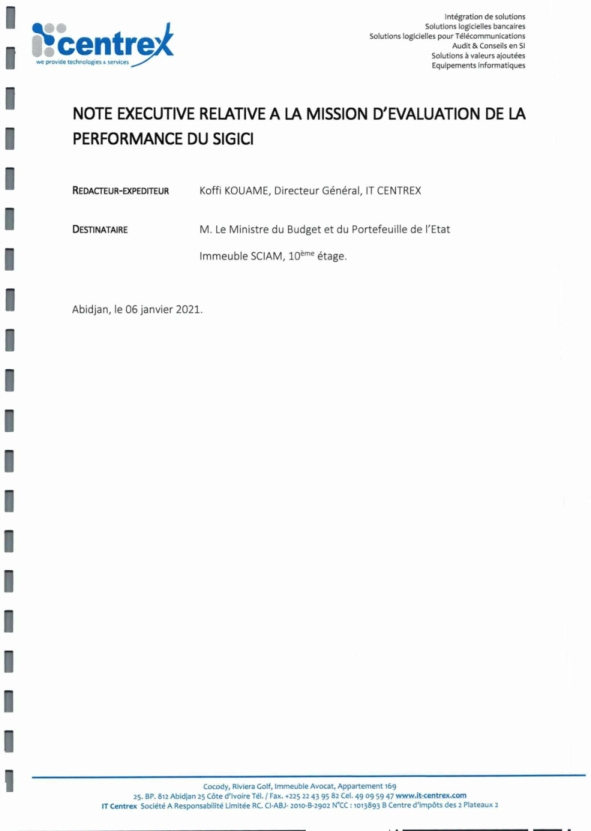 Intégration de solutions
Solutions logicielles bancaires
Solutions logicielles pour Télécommunications
Audit & Conseils en SI
Solutions à valeurs ajoutées
Equipements informatiques
centrex
we provide technologies & services
NOTE EXECUTIVE RELATIVE A LA MISSION D'EVALUATION DE LA
PERFORMANCE DU SIGICI
REDACTEUR-EXPEDITEUR Koffi KOUAME, Directeur Général, IT CENTREX
DESTINATAIRE M. Le Ministre du Budget et du Portefeuille de l'Etat
Immeuble SCIAM, 10ème étage.
Abidjan, le 06 janvier 2021.
Cocody, Riviera Golf, Immeuble Avocat, Appartement 169
25. BP. 812 Abidjan 25 Côte d'Ivoire Tél. / Fax. +225 22 43 95 82 Cel. 49 09 59 47 www.it-centrex.com
IT Centrex Société A Responsabilité Limitée RC. CI-ABJ- 2010-B-2902 N°CC : 1013893 B Centre d'Impôts des 2 Plateaux 2